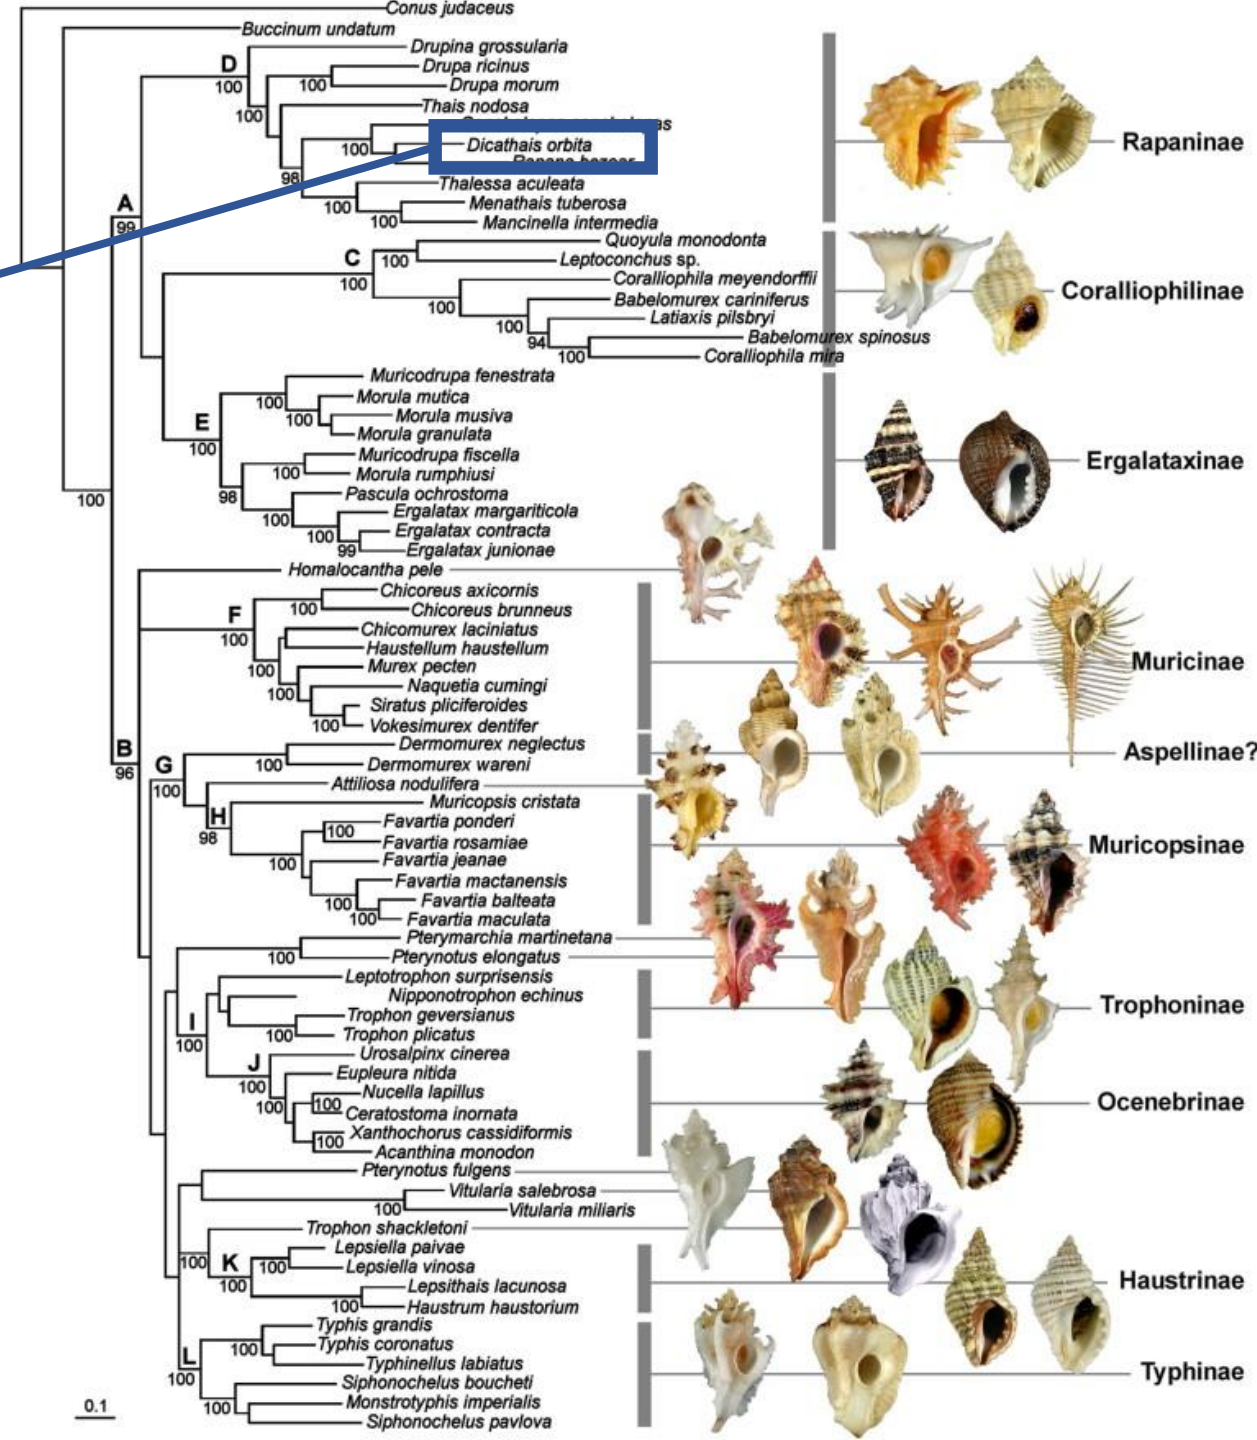 Conus judaceus
Buccinum undatum
Drupina grossularia
D
100
Drupa ricinus
100
Drupa morum
100
Thais nodosa
100
Dicathais orbita
98
Thalessa aculeata
100
Menathais tuberosa
100
Mancinella intermedia
Rapaninae
A
99
Quoyula monodonta
C
100
Leptoconchus sp.
100
Coralliophila meyendorffii
100
Babelomurex cariniferus
100
Latiaxis pilsbryi
94
Babelomurex spinosus
100
Coralliophila mira
Coralliophilinae
Muricodrupa fenestrata
100
Morula mutica
100
Morula musiva
E
100
Morula granulata
Muricodrupa fiscella
100
Morula rumphiusi
98
Pascula ochrostoma
100
Ergalatax margariticola
100
Ergalatax contracta
99
Ergalatax junionae
Ergalataxinae
100
Homalocantha pele
Chicoreus axicornis
F
100
Chicoreus brunneus
100
Chicomurex laciniatus
Haustellum haustellum
100
Murex pecten
100
Naquetia cumingi
Siratus pliciferoides
100
Vokesimurex dentifer
Muricinae
B
96
Dermomurex neglectus
G
100
Dermomurex wareni
100
Aspellinae?
Attiliosa nodulifera
Muricopsis cristata
H
98
Favartia ponderi
100
Favartia rosamiae
100
Favartia jeanae
Favartia mactanensis
100
Favartia balteata
100
Favartia maculata
Muricopsinae
Pterymarchia martinetana
100
Pterynotus elongatus
Leptotrophon surprisensis
Nipponotrophon echinus
I
100
Trophon geversianus
100
Trophon plicatus
Trophoninae
J
100
Urosalpinx cinerea
Eupleura nitida
100
Nucella lapillus
100
Ceratostoma inornata
Xanthochorus cassidiformis
100
Acanthina monodon
Ocenebrinae
Pterynotus fulgens
Vitularia salebrosa
100
Vitularia miliaris
Trophon shackletoni
100
K
100
Lepsiella paivae
100
Lepsiella vinosa
Lepsithais lacunosa
100
Haustrum haustorium
Haustrinae
Typhis grandis
100
Typhis coronatus
L
100
Typhinellus labiatus
Siphonochelus boucheti
100
Monstrotyphis imperialis
Siphonochelus pavlova
Typhinae
0.1